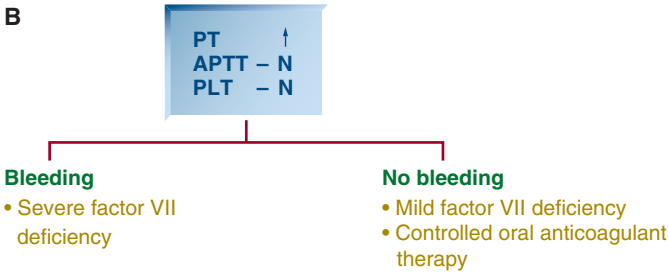 B
PT ↑
APTT – N
PLT – N
Bleeding
• Severe factor VII
deficiency
No bleeding
• Mild factor VII deficiency
• Controlled oral anticoagulant
therapy